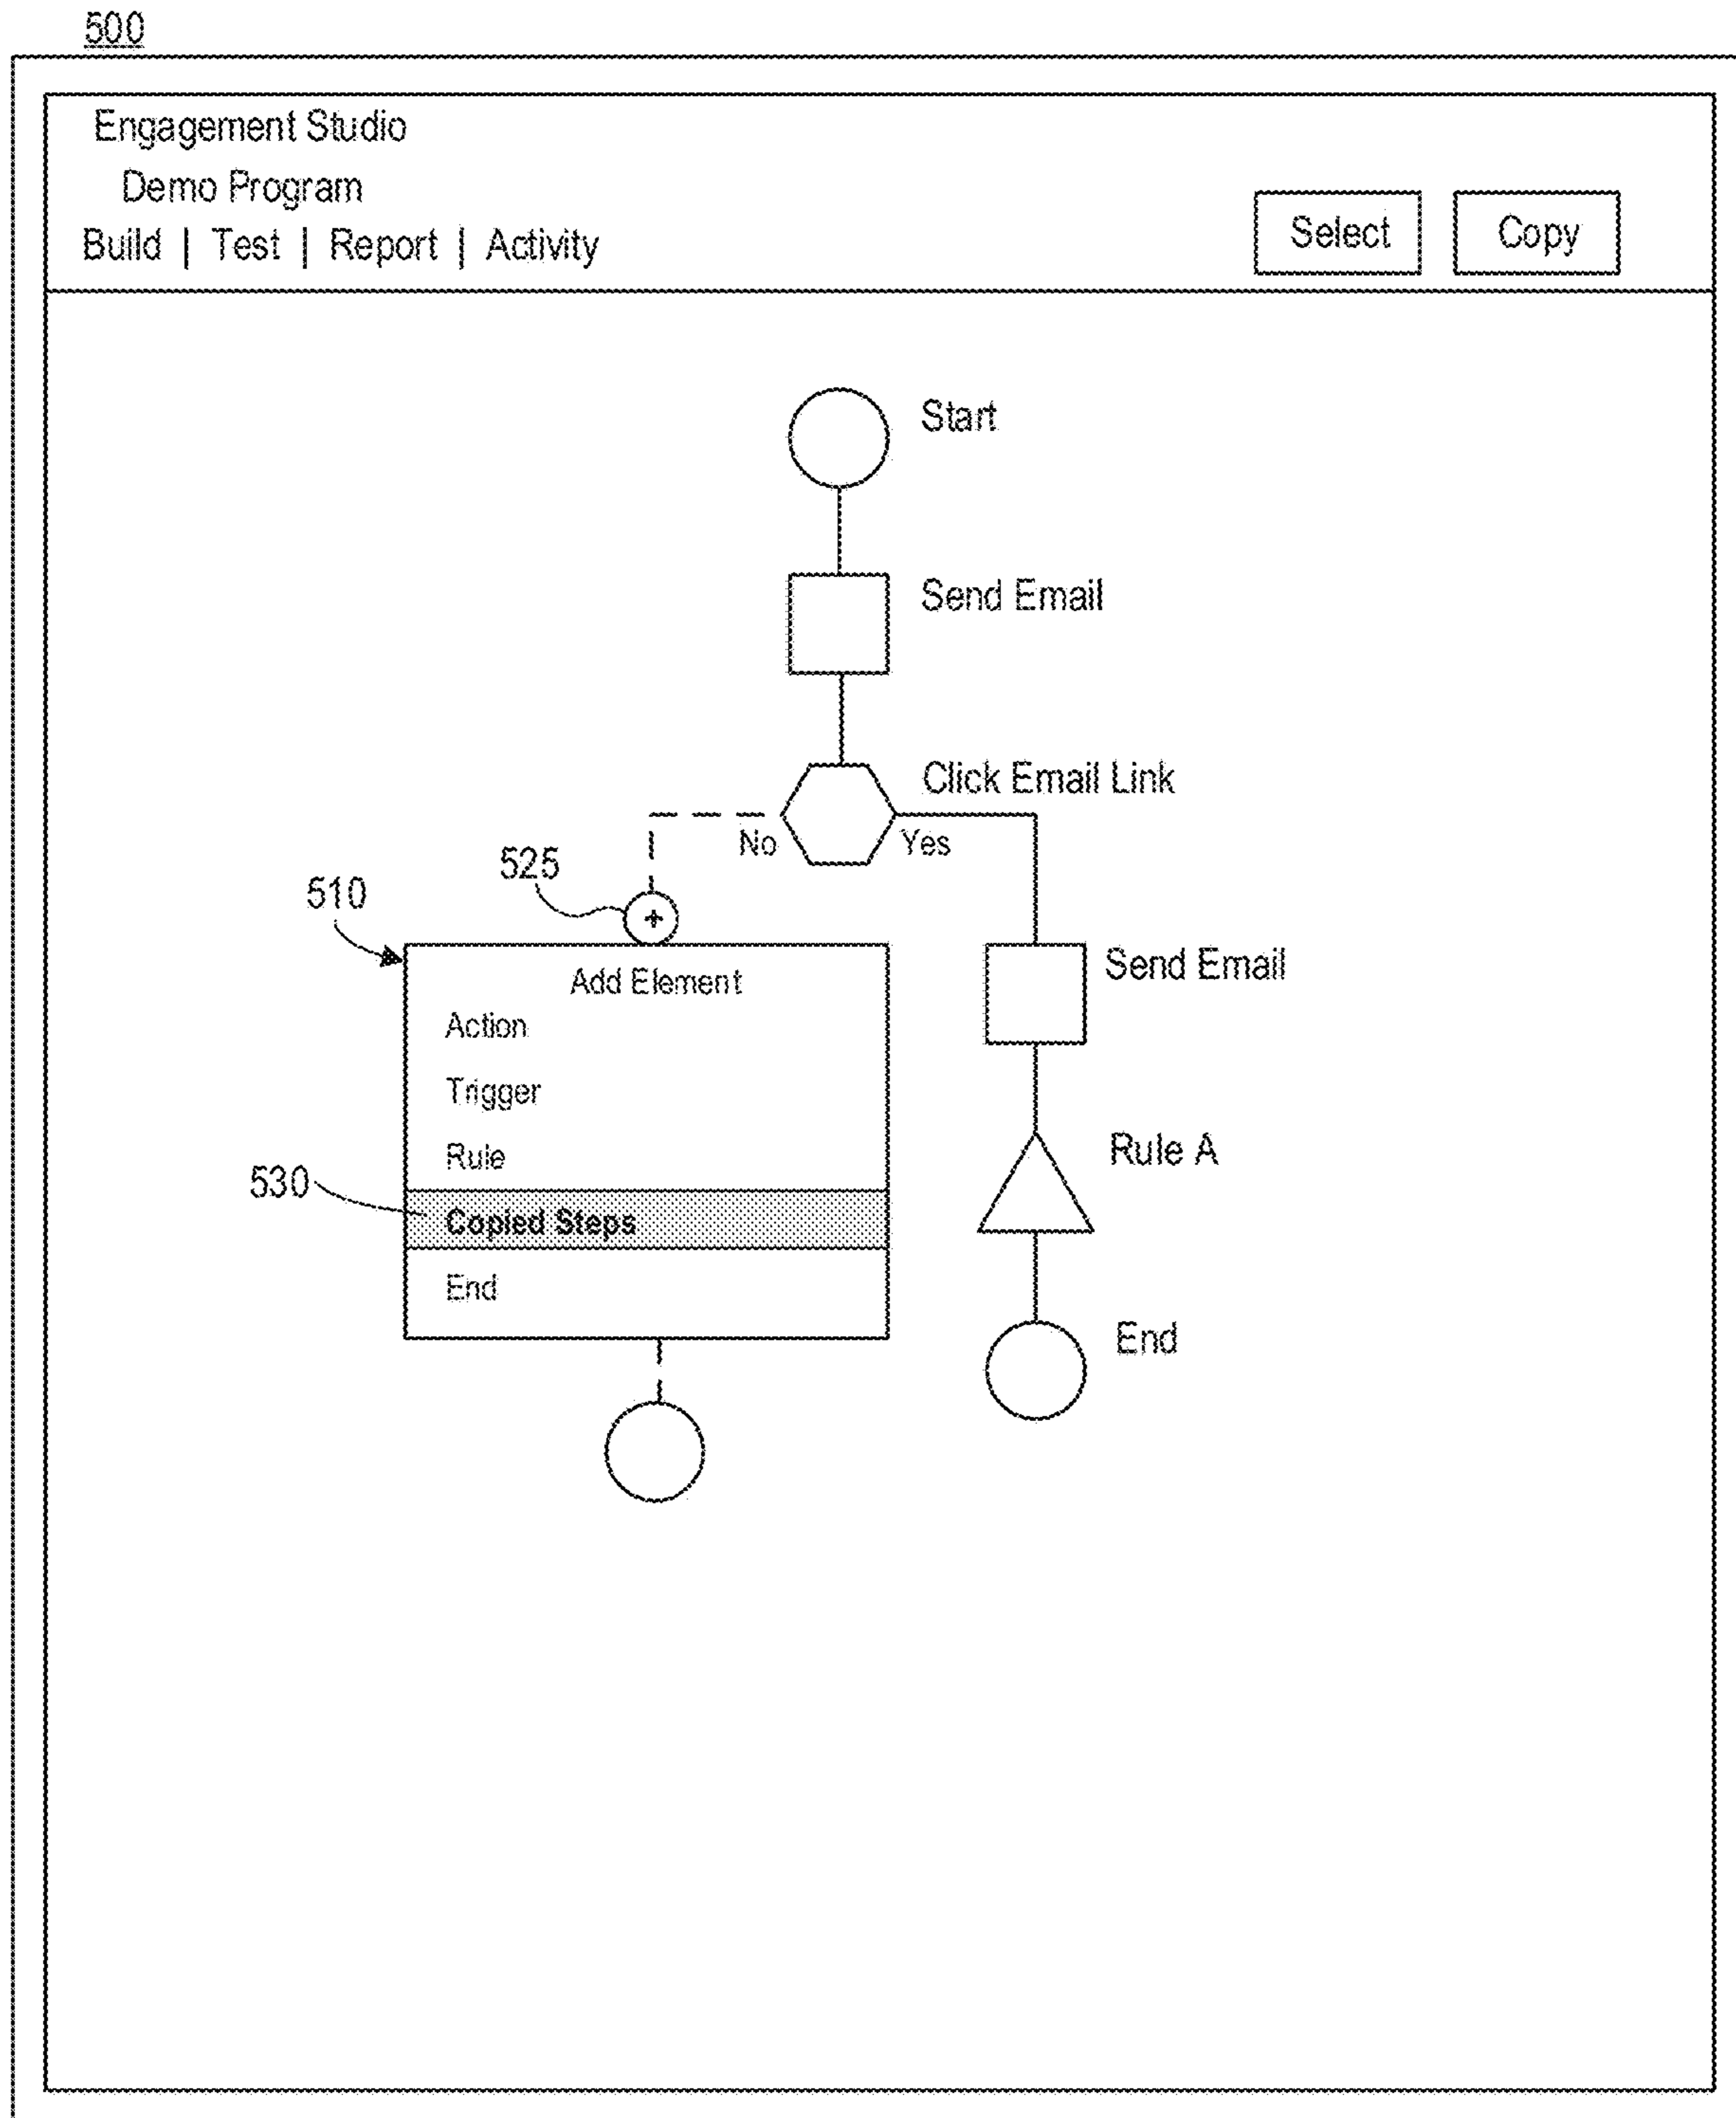 500
Engagement Studio
Demo Program
Build | Test | Report | Activity
Select
Copy
Start
Send Email
Click Email Link
No
Yes
525
510
+
Add Element
Action
Trigger
Rule
530
Copied Steps
End
Send Email
Rule A
End